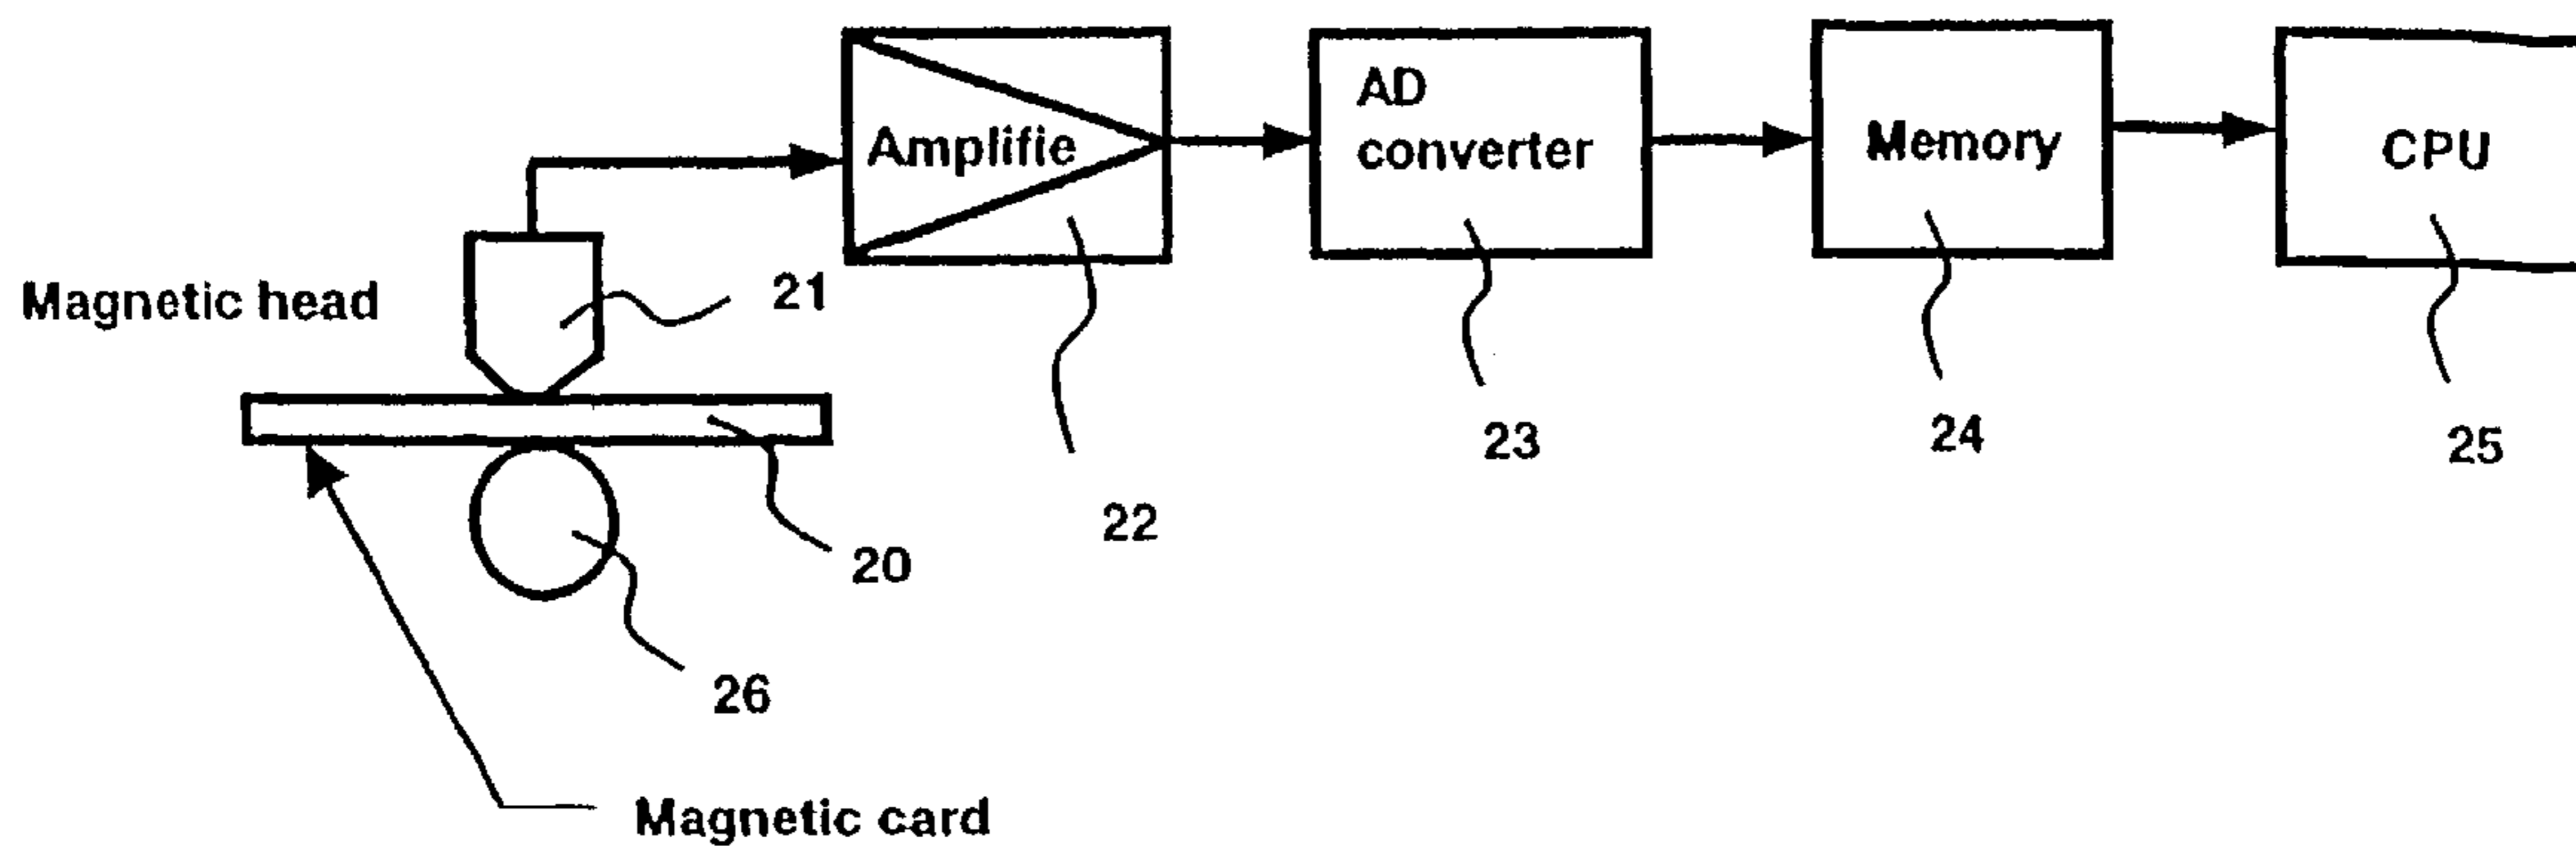 Amplifie
AD
converter
Memory
CPU
Magnetic head
21
23
24
25
22
20
26
Magnetic card